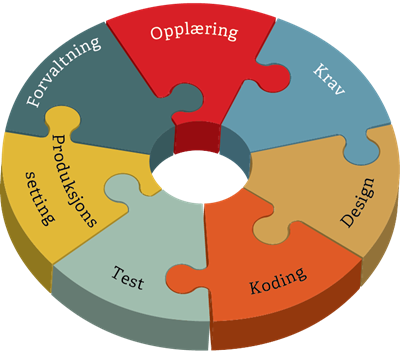 Opplæring
Krav
Design
Koding
Test
Produksjons
setting
Forvaltning